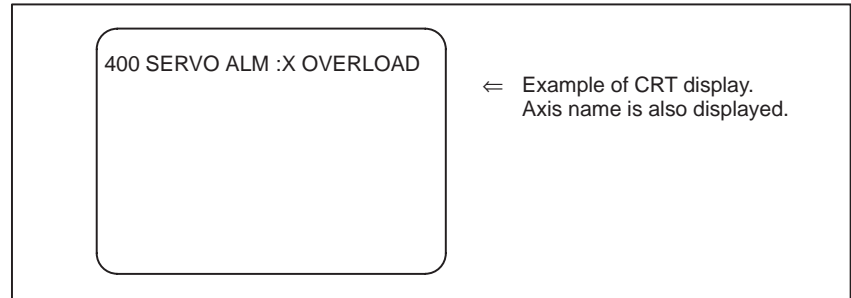 400 SERVO ALM :X OVERLOAD
⇐ Example of CRT display.
Axis name is also displayed.